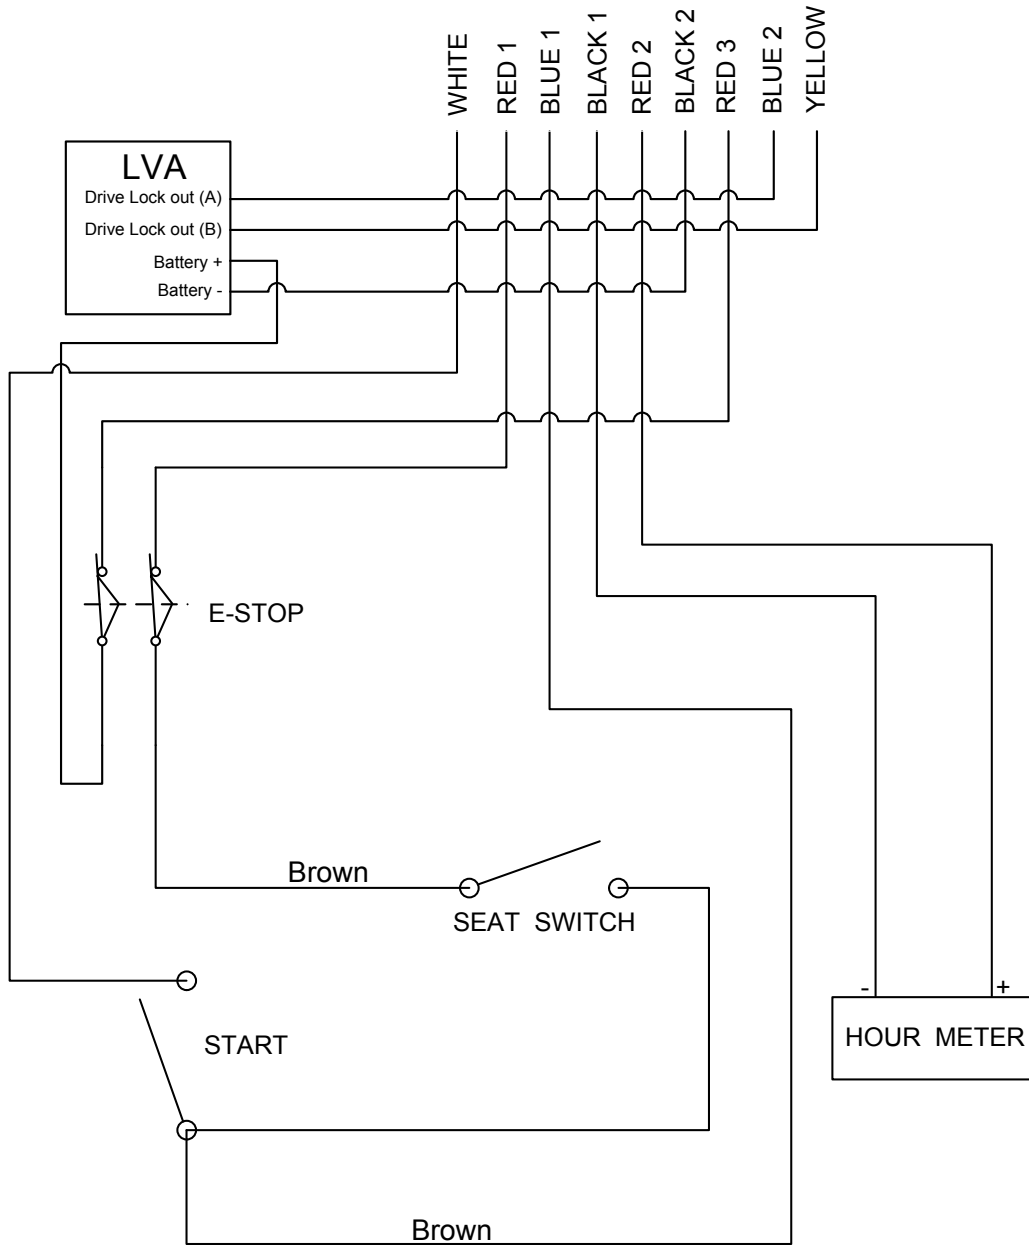 WHITE
RED 1
BLUE 1
BLACK 1
RED 2
BLACK 2
RED 3
BLUE 2
YELLOW
LVA
Drive Lock out (A)
Drive Lock out (B)
Battery +
Battery -
E-STOP
Brown
SEAT SWITCH
START
- +
HOUR METER
Brown